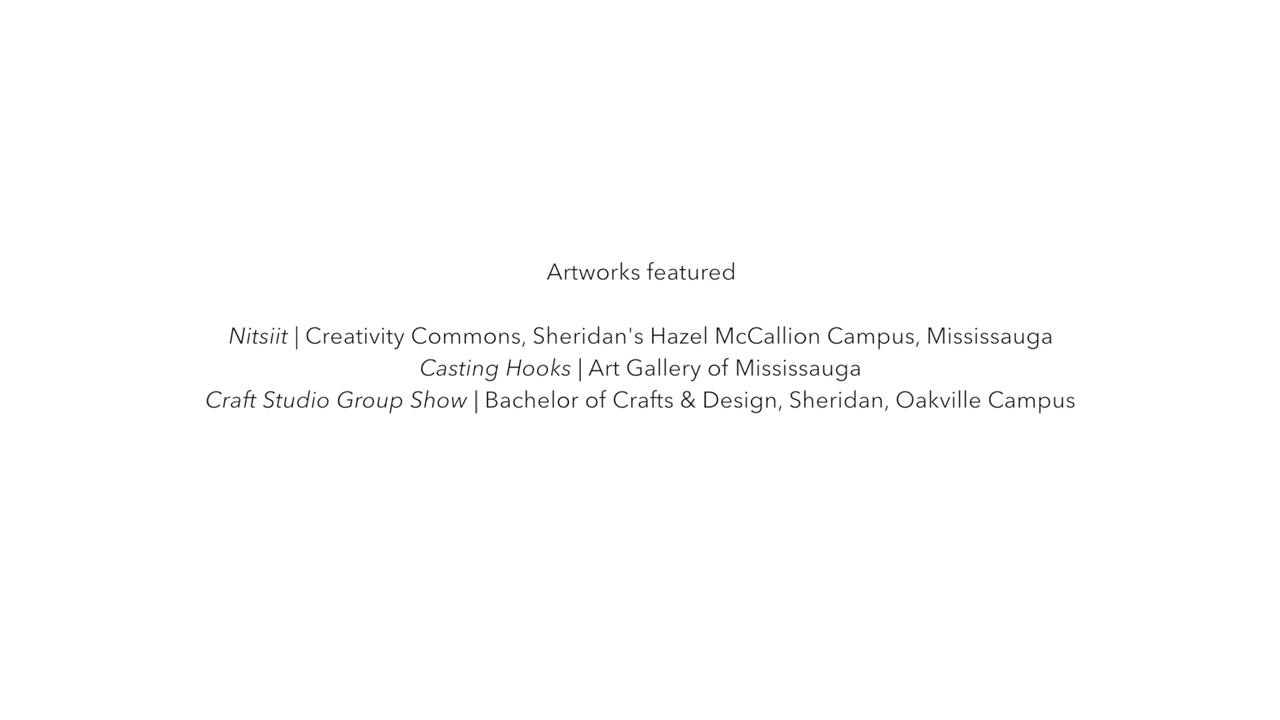 Artworks featured
Nitsiit | Creativity Commons, Sheridan's Hazel McCallion Campus, Mississauga
Casting Hooks | Art Gallery of Mississauga
Craft Studio Group Show | Bachelor of Crafts & Design, Sheridan, Oakville Campus